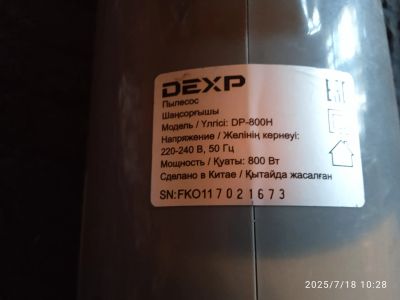 DEXP
Пылесос
Шаңсорғышы
Модель / Үлгісі: DP-800H
Напряжение / Желінің кернеуі:
220-240 В, 50 Гц
Мощность / Қуаты: 800 Вт
Сделано в Китае / Қытайда жасалған
SN:FKO117021673
EAC
2025/7/18 10:28